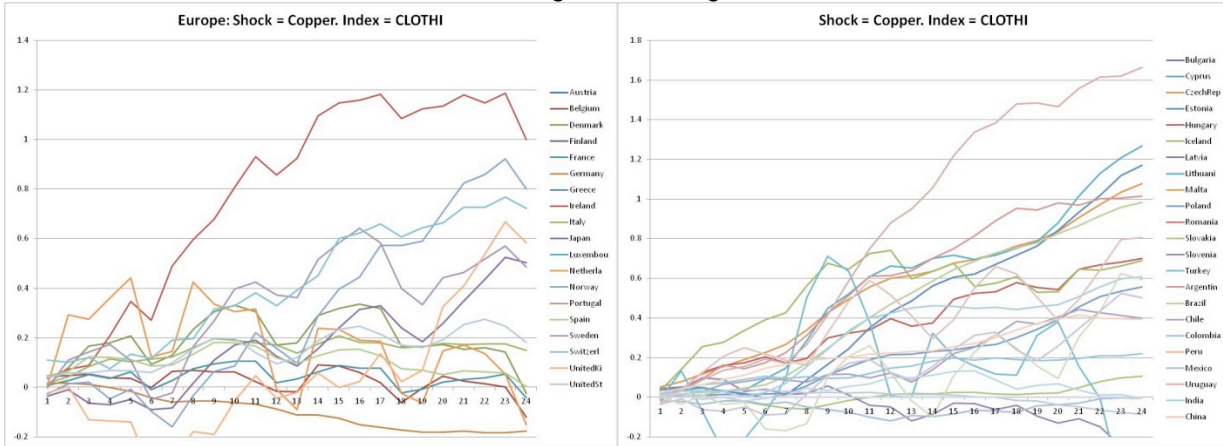 Europe: Shock = Copper. Index = CLOTHI
1.4
1.2
1
0.8
0.6
0.4
0.2
0
-0.2
1 2 3 4 5 6 7 8 9 10 11 12 13 14 15 16 17 18 19 20 21 22 23 24
Austria
Belgium
Denmark
Finland
France
Germany
Greece
Ireland
Italy
Japan
Luxembou
Netherla
Norway
Portugal
Spain
Sweden
Switzerl
UnitedKi
UnitedSt
Shock = Copper. Index = CLOTHI
1.8
1.6
1.4
1.2
1
0.8
0.6
0.4
0.2
0
-0.2
1 2 3 4 5 6 7 8 9 10 11 12 13 14 15 16 17 18 19 20 21 22 23 24
Bulgaria
Cyprus
CzechRep
Estonia
Hungary
Iceland
Latvia
Lithuani
Malta
Poland
Romania
Slovakia
Slovenia
Turkey
Argentin
Brazil
Chile
Colombia
Peru
Mexico
Uruguay
India
China